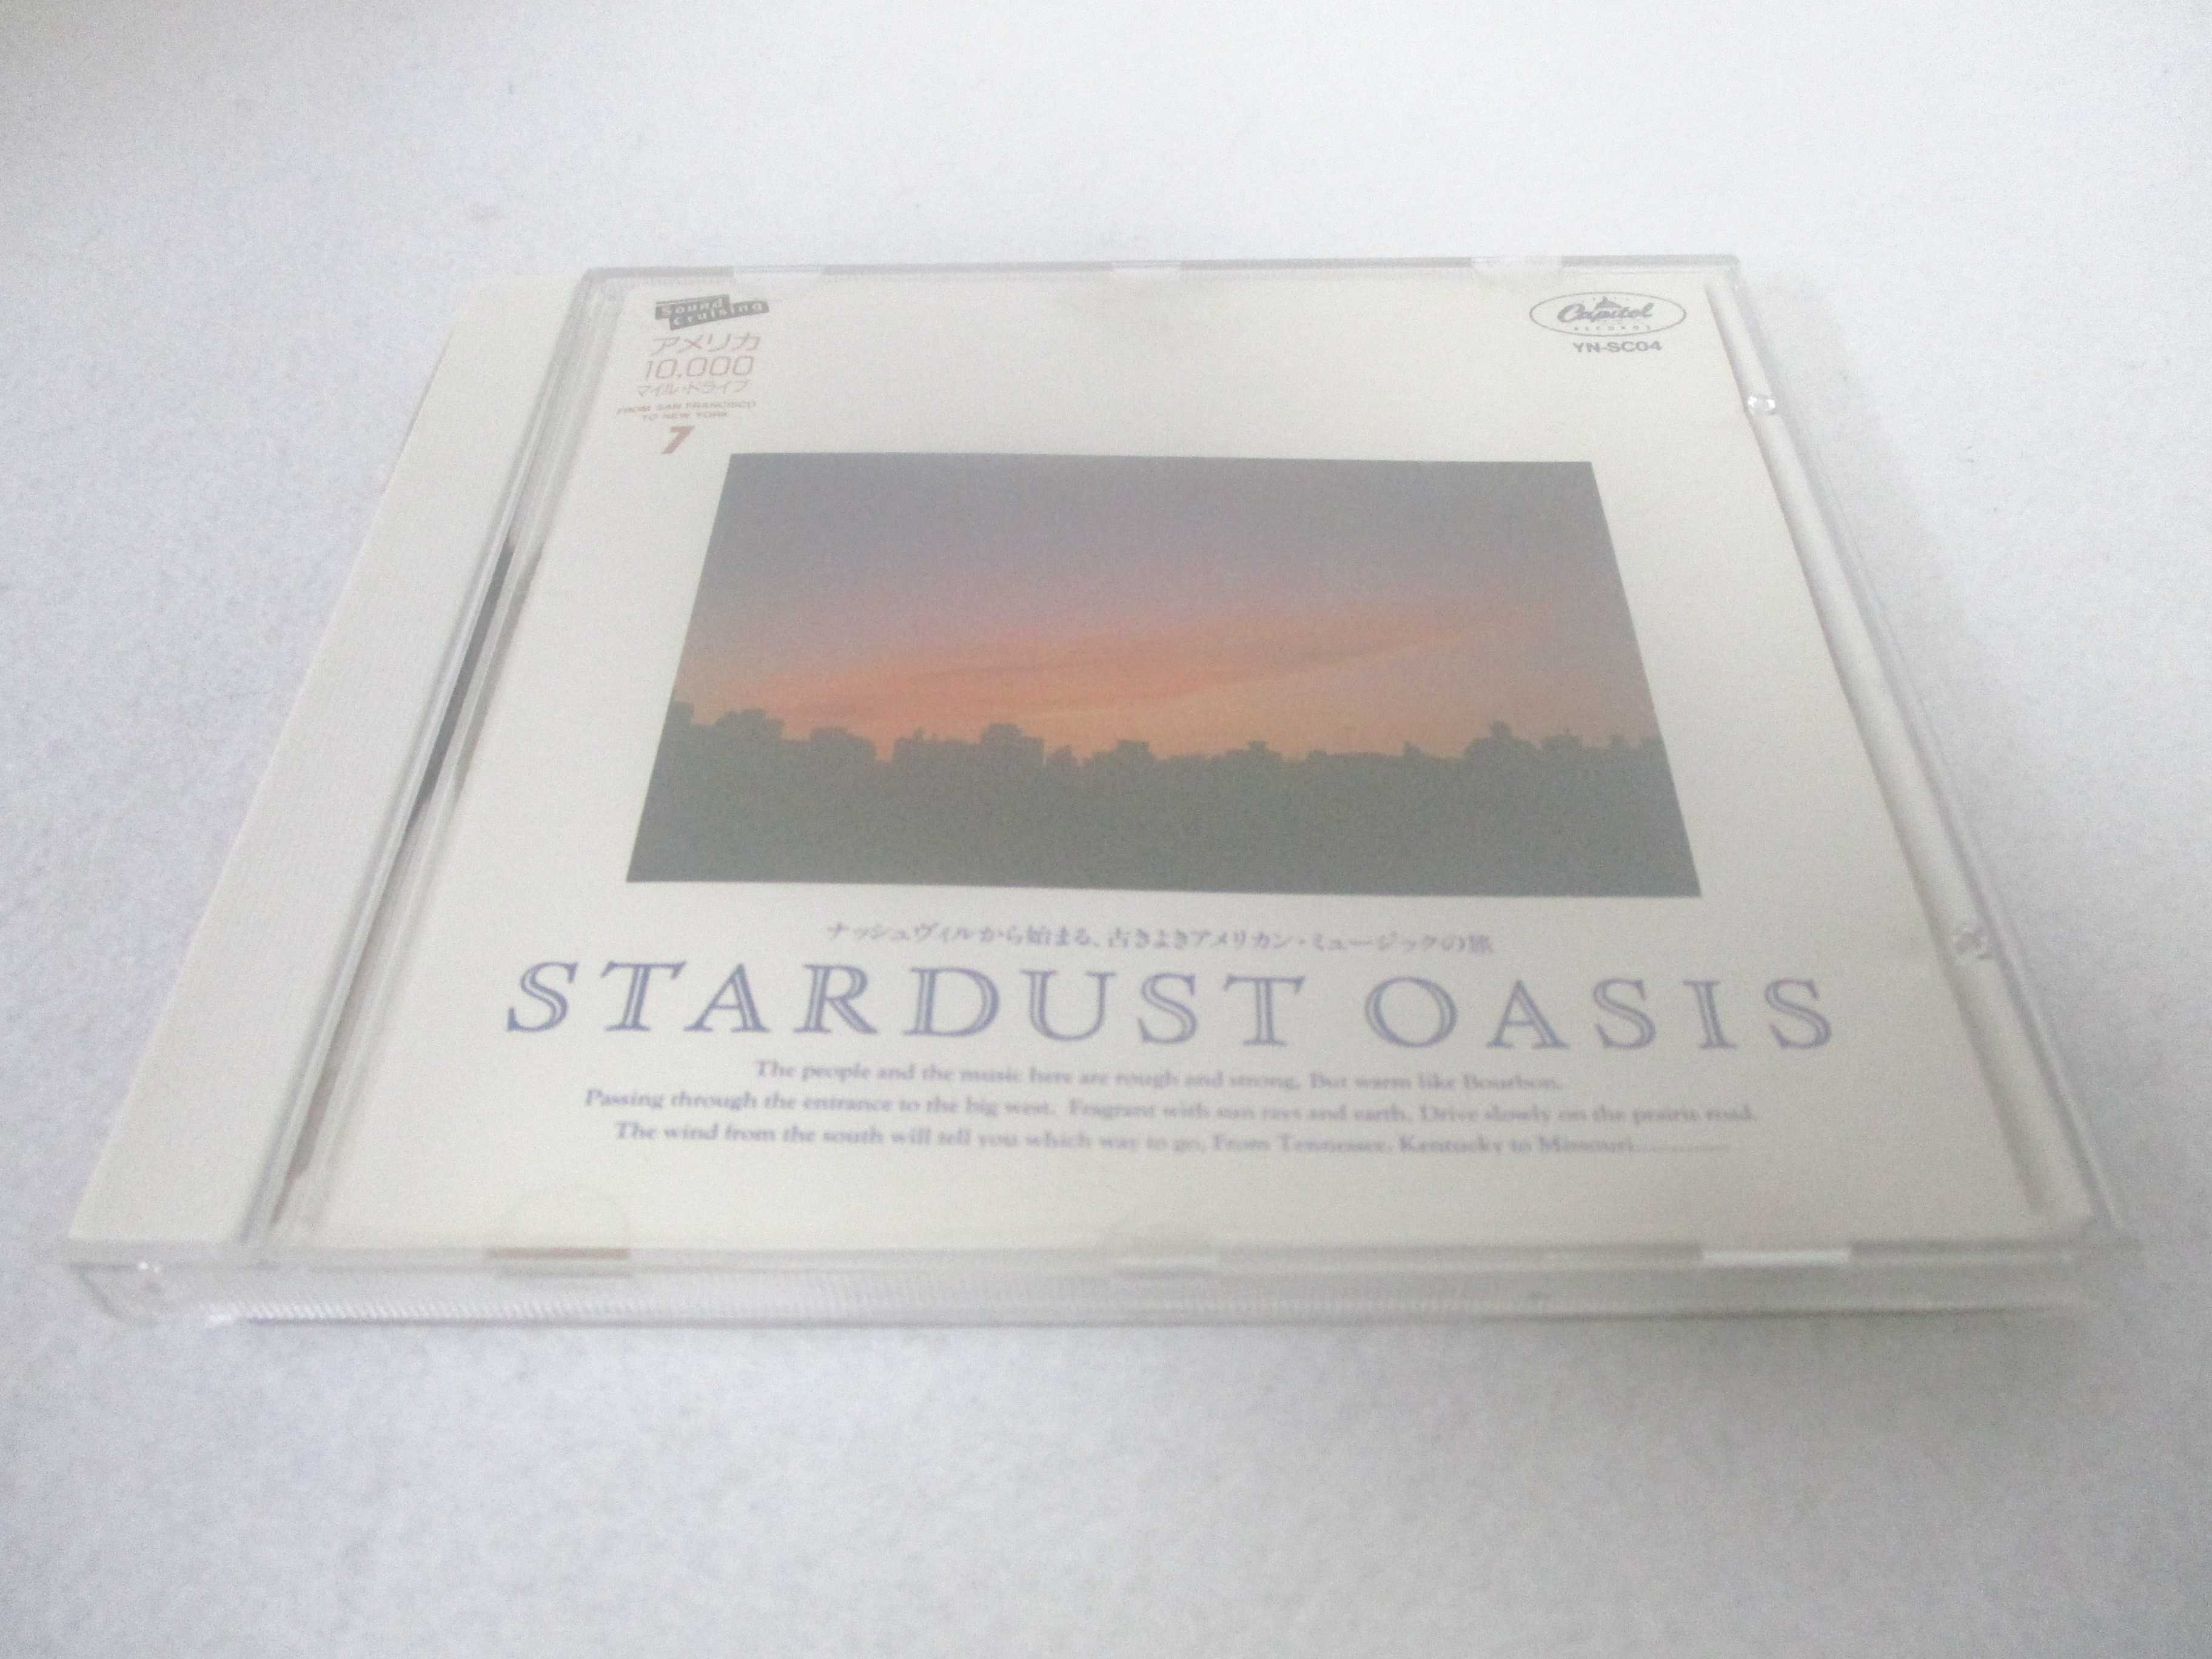 Sound
Cruising
アメリカ
10,000
マイル・ドライブ
FROM SAN FRANCISCO
TO NEW YORK
7
Capitol
RECORDS
YN-SC04
ナッシュヴィルから始まる、古きよきアメリカン・ミュージックの旅
STARDUST OASIS
The people and the music here are rough and strong, But warm like Bourbon.
Passing through the entrance to the big west. Fragrant with sun rays and earth, Drive slowly on the prairie road.
The wind from the south will tell you which way to go, From Tennessee, Kentucky to Missouri............